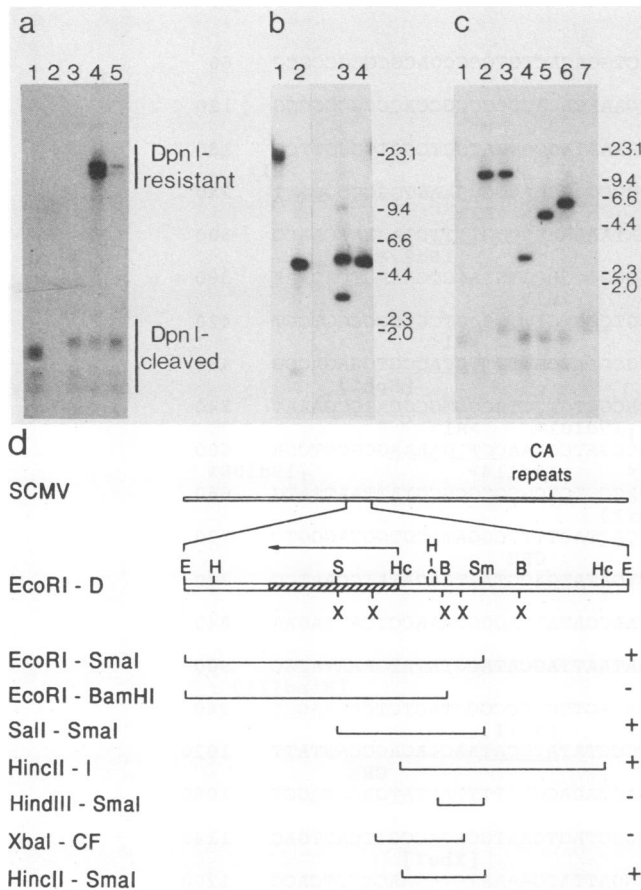 a b c
1 2 3 4 5 1 2 3 4 1 2 3 4 5 6 7
Dpn I-
resistant
Dpn I-
cleaved
-23.1
-9.4
-6.6
-4.4
-2.3
-2.0
-23.1
-9.4
-6.6
-4.4
-2.3
-2.0
d
CA
repeats
SCMV
E H S Hc H B Sm B Hc E
EcoRI - D
X X X X X
EcoRI - SmaI +
EcoRI - BamHI -
SalI - SmaI +
HincII - I +
HindIII - SmaI -
XbaI - CF -
HincII - SmaI +